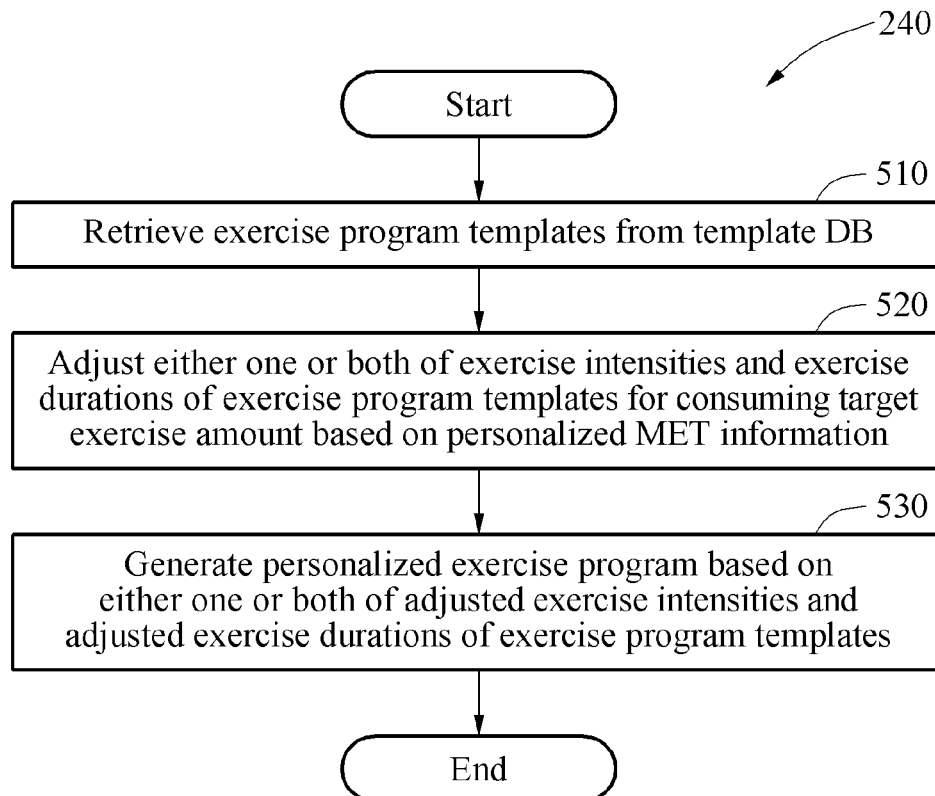 240
Start
510
Retrieve exercise program templates from template DB
520
Adjust either one or both of exercise intensities and exercise
durations of exercise program templates for consuming target
exercise amount based on personalized MET information
530
Generate personalized exercise program based on
either one or both of adjusted exercise intensities and
adjusted exercise durations of exercise program templates
End